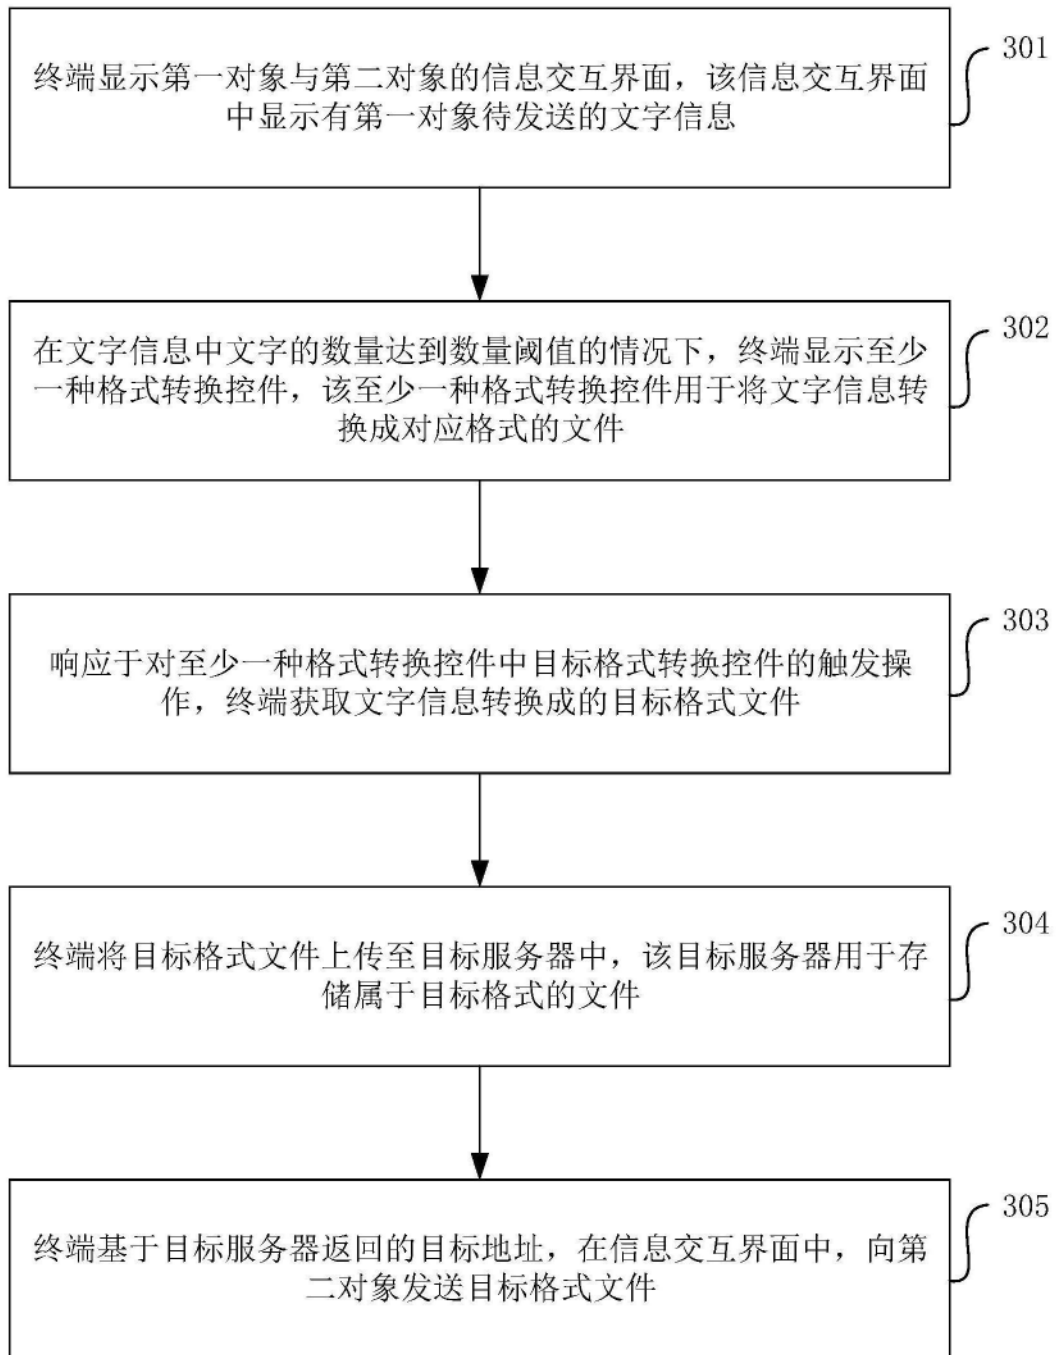 终端显示第一对象与第二对象的信息交互界面，该信息交互界面
中显示有第一对象待发送的文字信息
301
在文字信息中文字的数量达到数量阈值的情况下，终端显示至少
一种格式转换控件，该至少一种格式转换控件用于将文字信息转
换成对应格式的文件
302
响应于对至少一种格式转换控件中目标格式转换控件的触发操
作，终端获取文字信息转换成的目标格式文件
303
终端将目标格式文件上传至目标服务器中，该目标服务器用于存
储属于目标格式的文件
304
终端基于目标服务器返回的目标地址，在信息交互界面中，向第
二对象发送目标格式文件
305